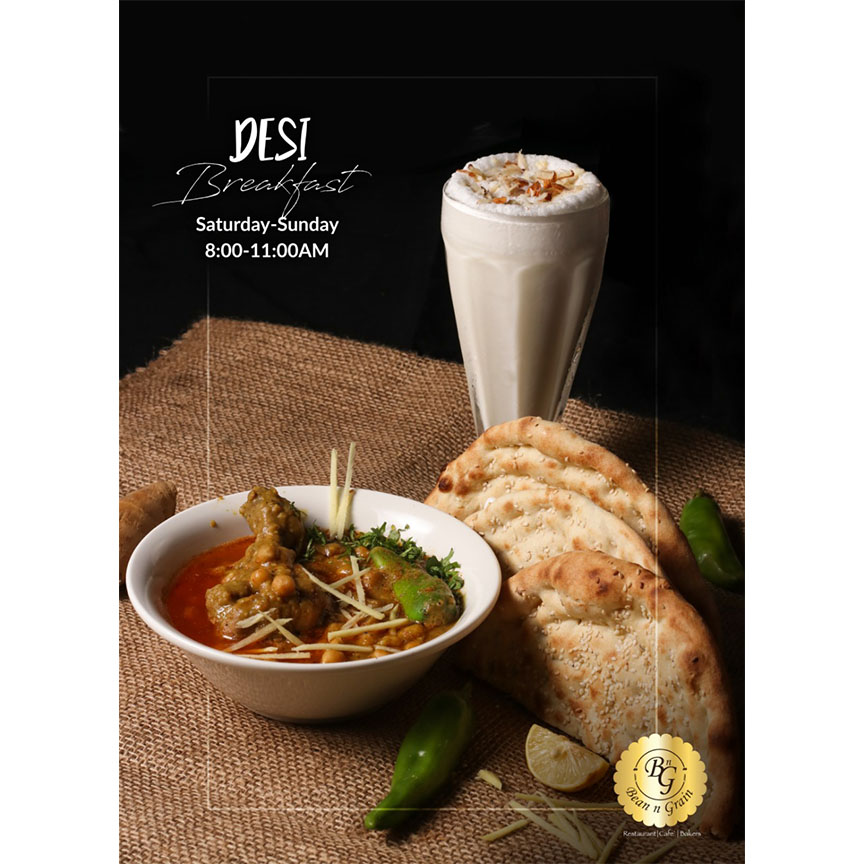 DESI
Breakfast
Saturday-Sunday
8:00-11:00AM
BnG
Bean n Grain
Restaurant|Cafe'|Bakers